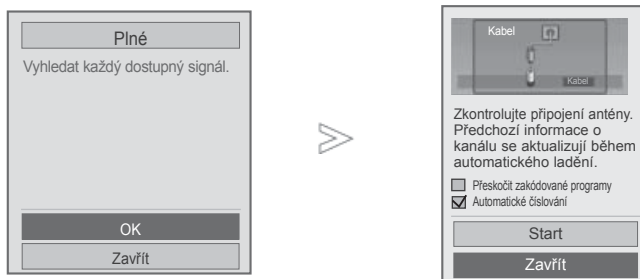 Plné
Vyhledat každý dostupný signál.
OK
Zavřít
Kabel
Kabel
Zkontrolujte připojení antény.
Předchozí informace o
kanálu se aktualizují během
automatického ladění.
Přeskočit zakódované programy
Automatické číslování
Start
Zavřít